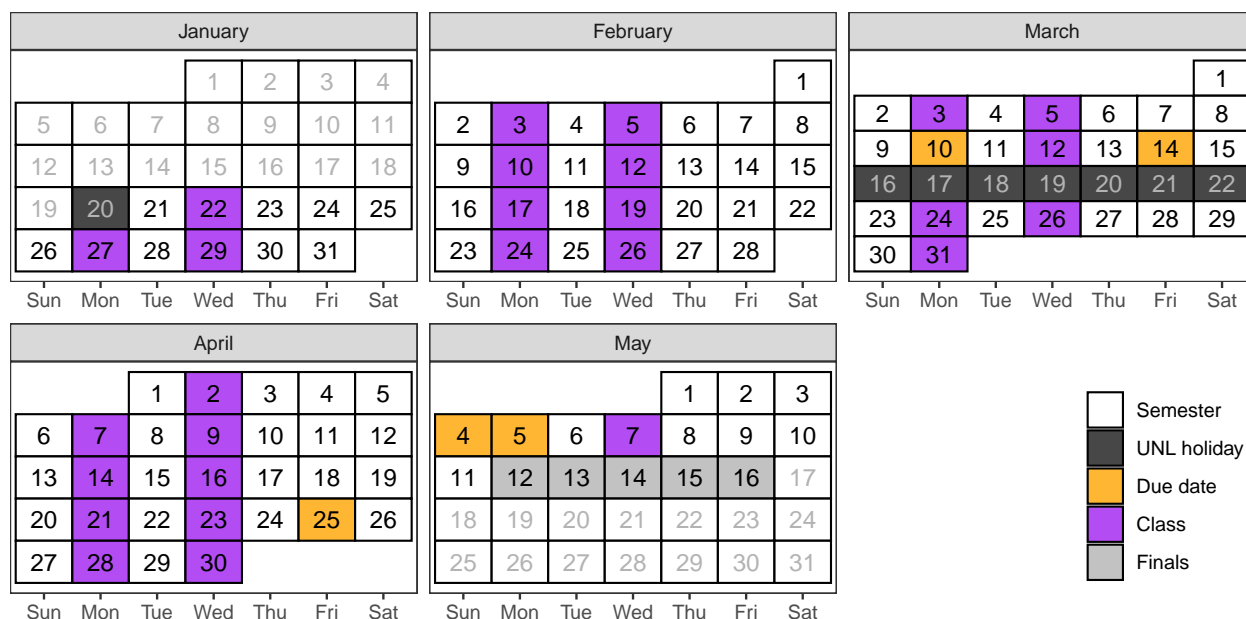 January
1 2 3 4
5 6 7 8 9 10 11
12 13 14 15 16 17 18
19 20 21 22 23 24 25
26 27 28 29 30 31
Sun Mon Tue Wed Thu Fri Sat
February
1
2 3 4 5 6 7 8
9 10 11 12 13 14 15
16 17 18 19 20 21 22
23 24 25 26 27 28
Sun Mon Tue Wed Thu Fri Sat
March
1
2 3 4 5 6 7 8
9 10 11 12 13 14 15
16 17 18 19 20 21 22
23 24 25 26 27 28 29
30 31
Sun Mon Tue Wed Thu Fri Sat
April
1 2 3 4 5
6 7 8 9 10 11 12
13 14 15 16 17 18 19
20 21 22 23 24 25 26
27 28 29 30
Sun Mon Tue Wed Thu Fri Sat
May
1 2 3
4 5 6 7 8 9 10
11 12 13 14 15 16 17
18 19 20 21 22 23 24
25 26 27 28 29 30 31
Sun Mon Tue Wed Thu Fri Sat
Semester
UNL holiday
Due date
Class
Finals